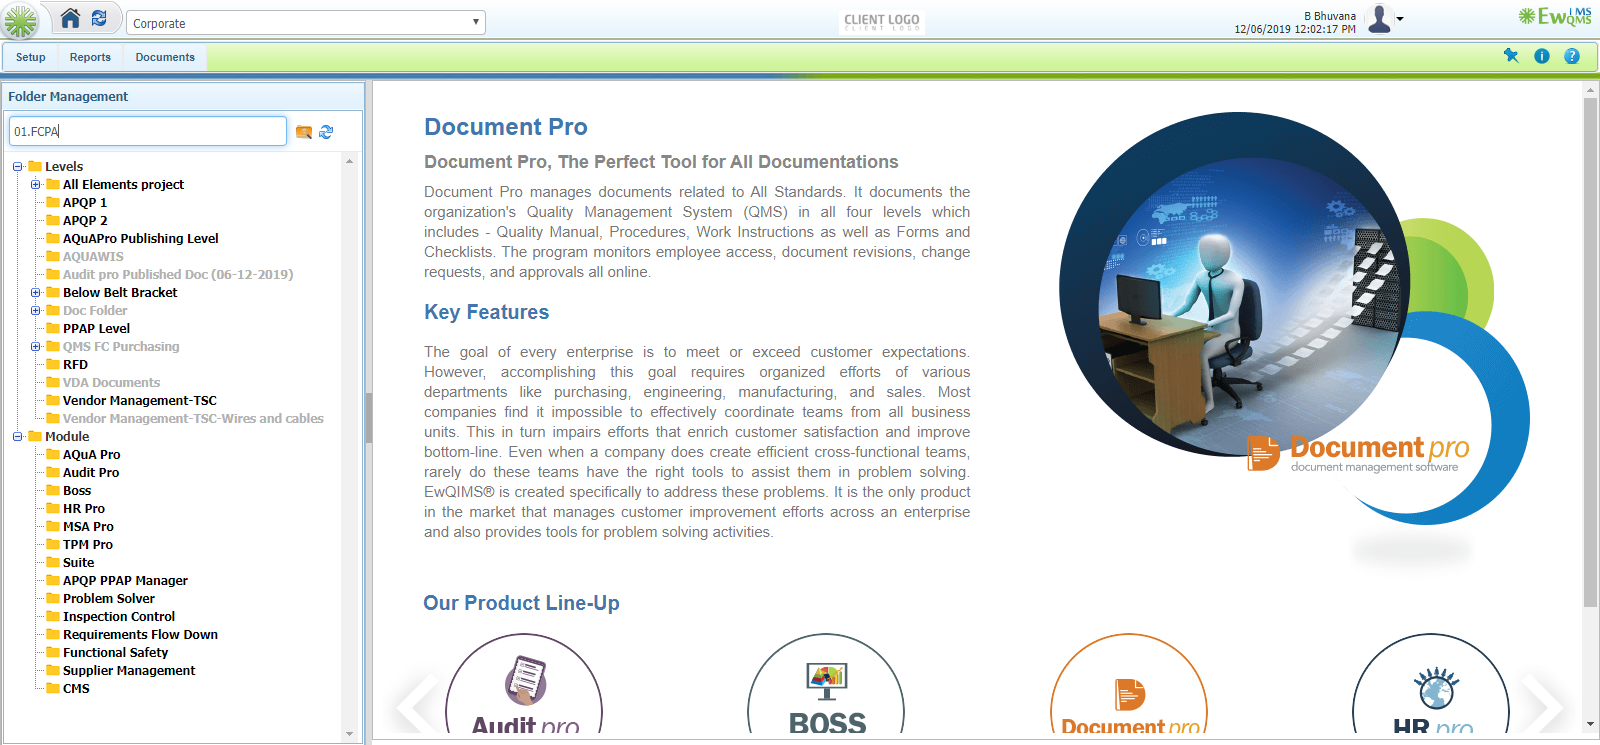 Corporate
CLIENT LOGO
CLIENT LOGO
B Bhuvana
12/06/2019 12:02:17 PM
EwQIMS
QMS
Setup
Reports
Documents
Folder Management
01.FCPA
Levels
All Elements project
APQP 1
APQP 2
AQuAPro Publishing Level
AQUAWIS
Audit pro Published Doc (06-12-2019)
Below Belt Bracket
Doc Folder
PPAP Level
QMS FC Purchasing
RFD
VDA Documents
Vendor Management-TSC
Vendor Management-TSC-Wires and cables
Module
AQuA Pro
Audit Pro
Boss
HR Pro
MSA Pro
TPM Pro
Suite
APQP PPAP Manager
Problem Solver
Inspection Control
Requirements Flow Down
Functional Safety
Supplier Management
CMS
Document Pro
Document Pro, The Perfect Tool for All Documentations
Document Pro manages documents related to All Standards. It documents the
organization's Quality Management System (QMS) in all four levels which
includes - Quality Manual, Procedures, Work Instructions as well as Forms and
Checklists. The program monitors employee access, document revisions, change
requests, and approvals all online.
Key Features
The goal of every enterprise is to meet or exceed customer expectations.
However, accomplishing this goal requires organized efforts of various
departments like purchasing, engineering, manufacturing, and sales. Most
companies find it impossible to effectively coordinate teams from all business
units. This in turn impairs efforts that enrich customer satisfaction and improve
bottom-line. Even when a company does create efficient cross-functional teams,
rarely do these teams have the right tools to assist them in problem solving.
EwQIMS® is created specifically to address these problems. It is the only product
in the market that manages customer improvement efforts across an enterprise
and also provides tools for problem solving activities.
Document pro
document management software
Our Product Line-Up
Audit pro
BOSS
Document pro
HR pro